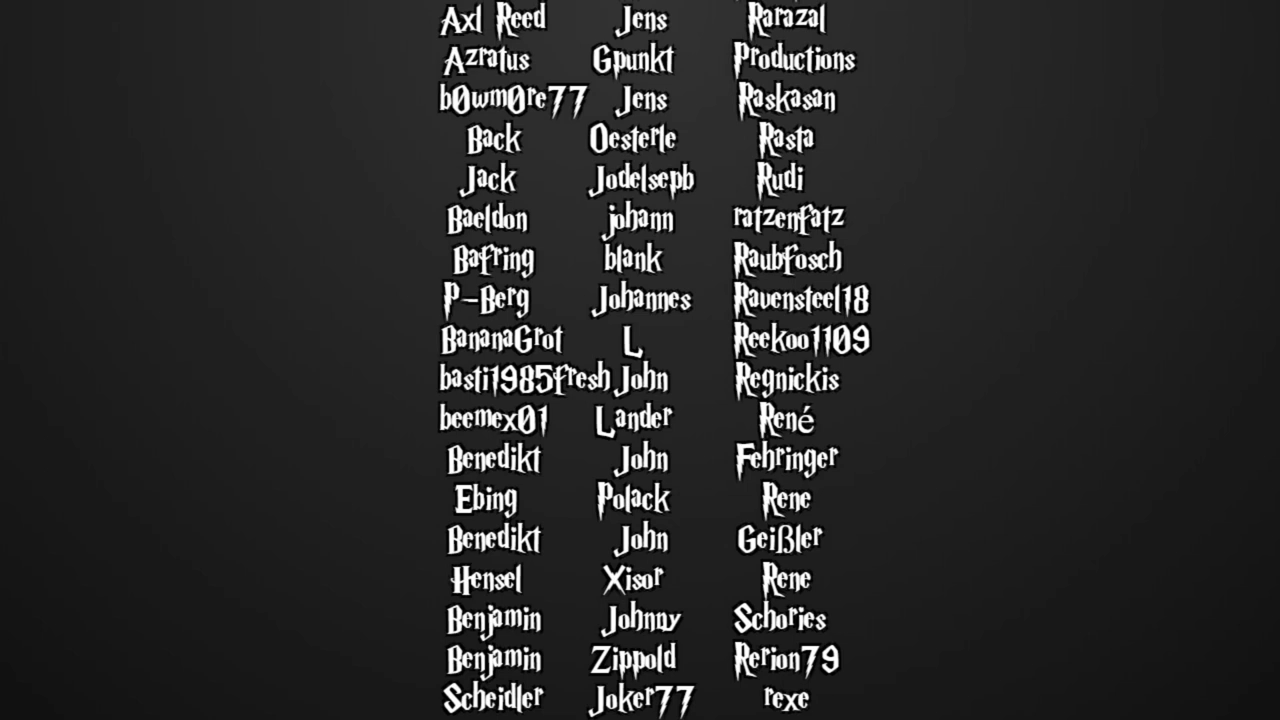 Axl Reed
Azratus
b0wm0re77
Back
Jack
Baeldon
Bafring
P-Berg
BananaGrot
basti1985fresh
beemex01
Benedikt
Ebing
Benedikt
Hensel
Benjamin
Benjamin
Scheidler
Jens
Gpunkt
Jens
Oesterle
Jodelsepb
johann
blank
Johannes
L
John
Lander
John
Polack
John
Xisor
Johnny
Zippold
Joker77
Rarazal
Productions
Raskasan
Rasta
Rudi
ratzenfatz
Raubfosch
Ravensteel18
Reekoo1109
Regnickis
René
Fehringer
Rene
Geißler
Rene
Schories
Rerion79
rexe